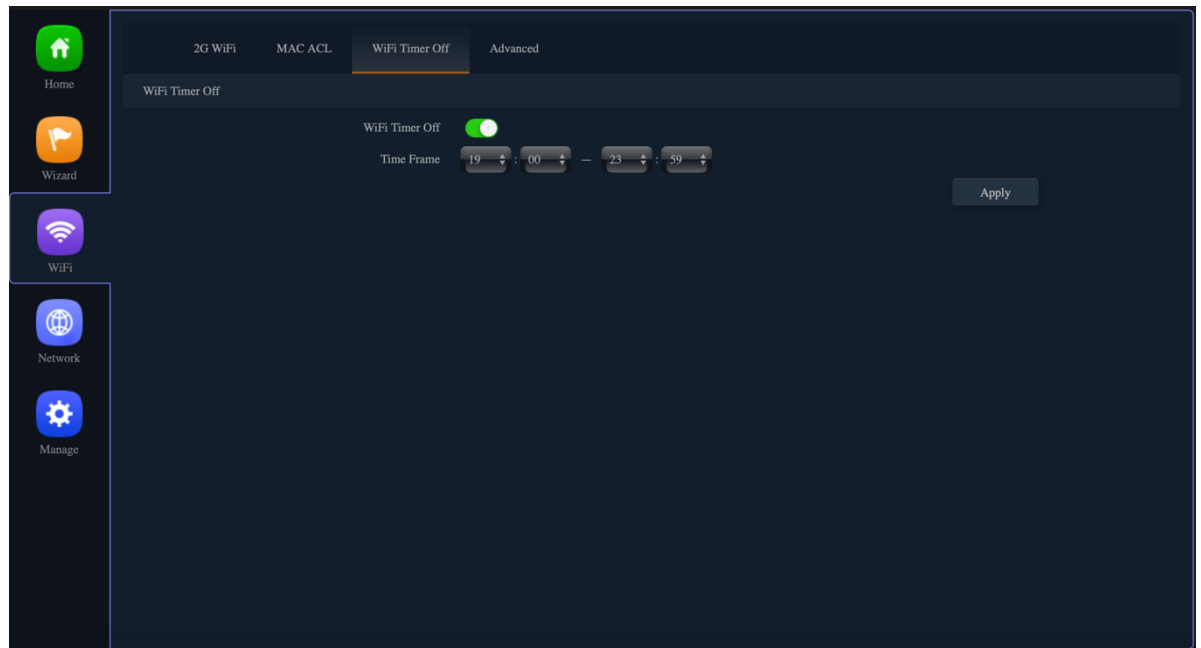 Home
Wizard
WiFi
Network
Manage
2G WiFi MAC ACL WiFi Timer Off Advanced
WiFi Timer Off
WiFi Timer Off
Time Frame 19 : 00 — 23 : 59
Apply